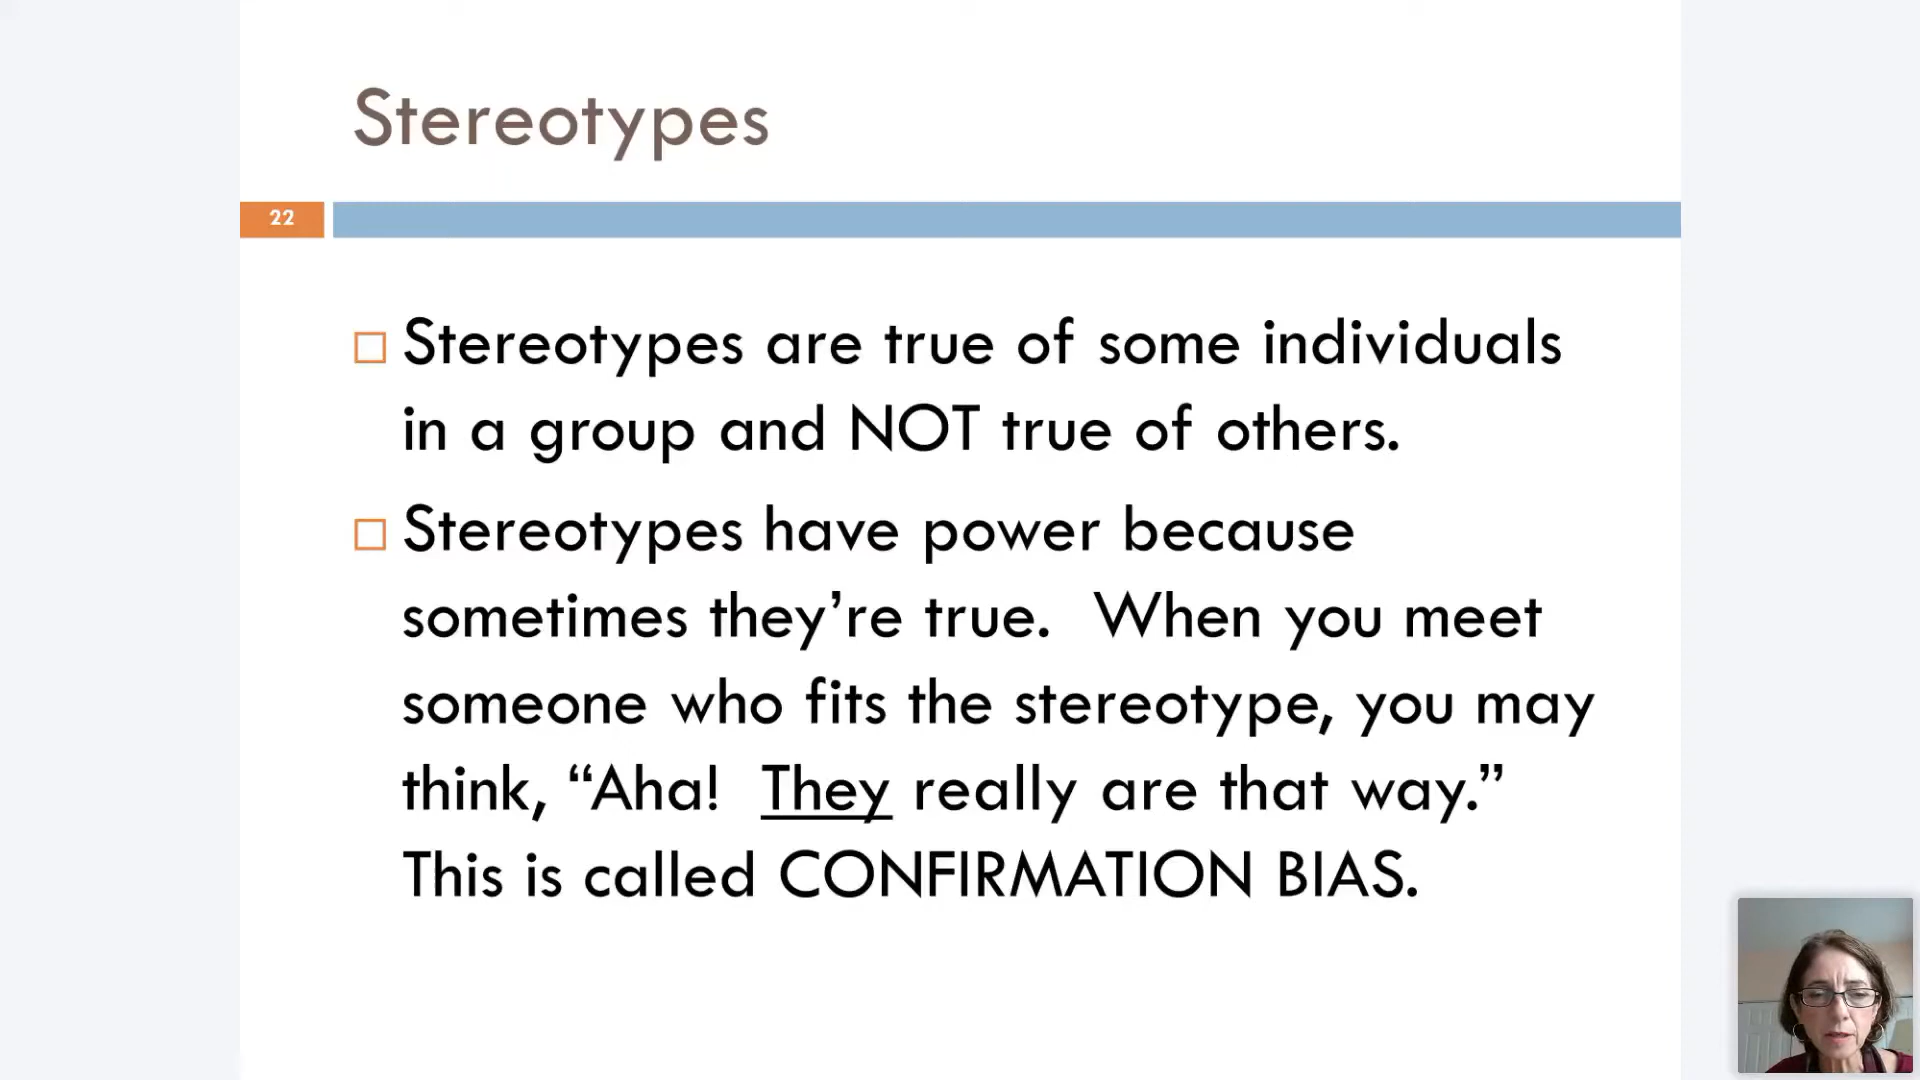 Stereotypes
22
Stereotypes are true of some individuals
in a group and NOT true of others.
Stereotypes have power because
sometimes they’re true.  When you meet
someone who fits the stereotype, you may
think, “Aha!  They really are that way.”
This is called CONFIRMATION BIAS.